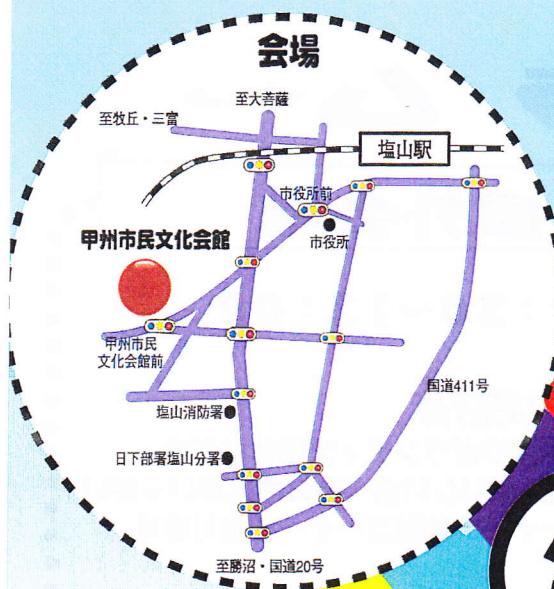 会場
至大菩薩
至牧丘・三富
塩山駅
市役所前
市役所
甲州市民文化会館
甲州市民
文化会館前
国道411号
塩山消防署
日下部署塩山分署
至勝沼・国道20号